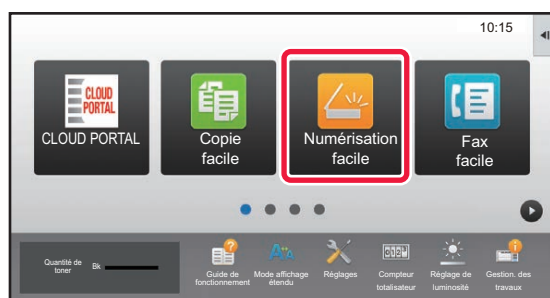 10:15
CLOUD
PORTAL
CLOUD PORTAL
Copie
facile
Numérisation
facile
Fax
facile
Quantité de
toner
Bk
Guide de
fonctionnement
Mode affichage
étendu
Réglages
Compteur
totalisateur
Réglage de
luminosité
Gestion. des
travaux